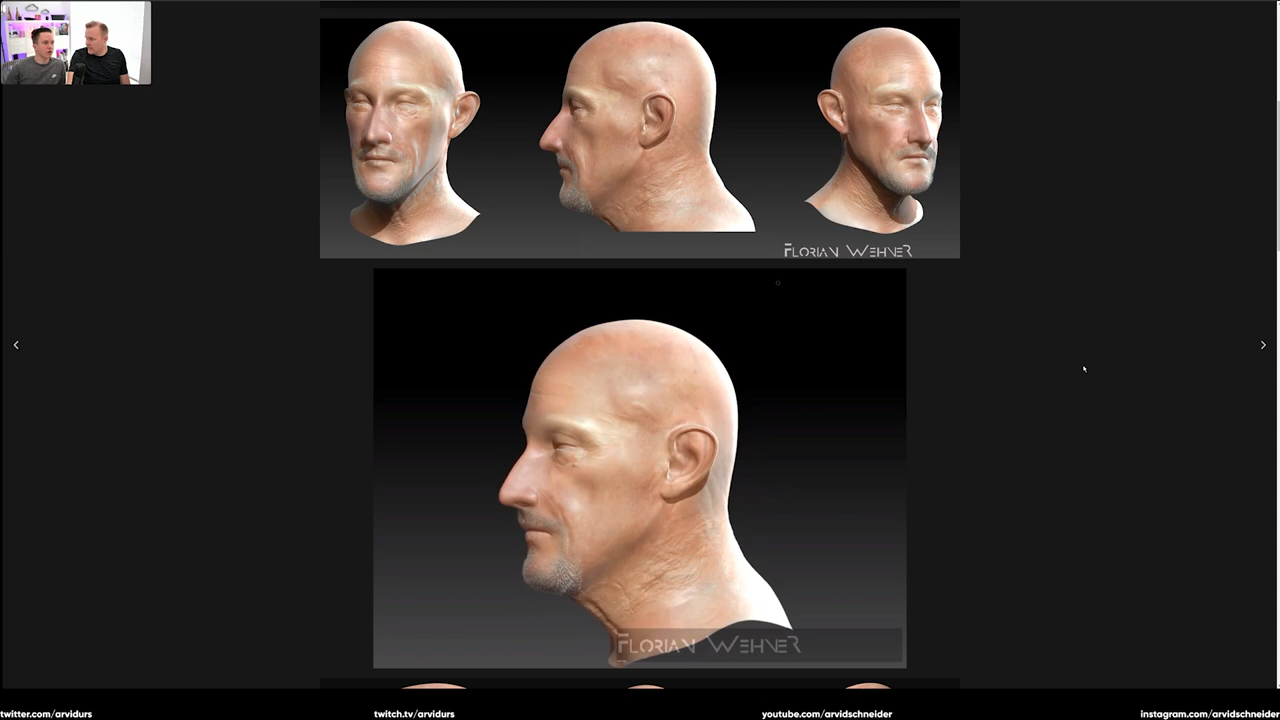 FLORIAN WEHNER
FLORIAN WEHNER
twitter.com/arvidurs
twitch.tv/arvidurs
youtube.com/arvidschneider
instagram.com/arvidschneider